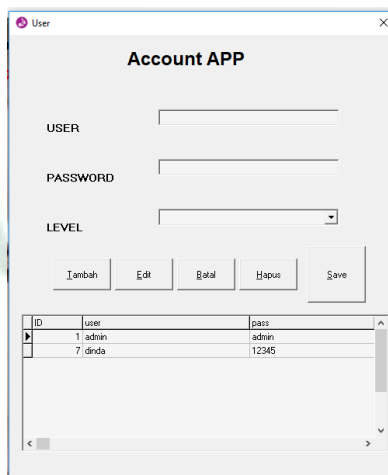 User
Account APP
USER
PASSWORD
LEVEL
Tambah Edit Batal Hapus Save
ID user pass
1 admin admin
7 dinda 12345